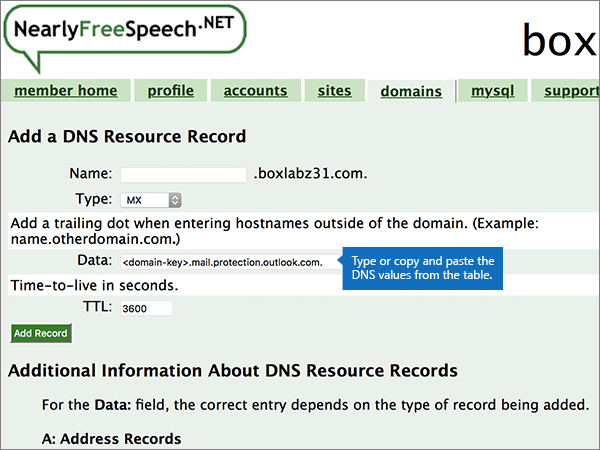 NearlyFreeSpeech.NET
box
member home profile accounts sites domains mysql support
Add a DNS Resource Record
Name: .boxlabz31.com.
Type: MX
Add a trailing dot when entering hostnames outside of the domain. (Example:
name.otherdomain.com.)
Data: <domain-key>.mail.protection.outlook.com.
Type or copy and paste the
DNS values from the table.
Time-to-live in seconds.
TTL: 3600
Add Record
Additional Information About DNS Resource Records
For the Data: field, the correct entry depends on the type of record being added.
A: Address Records